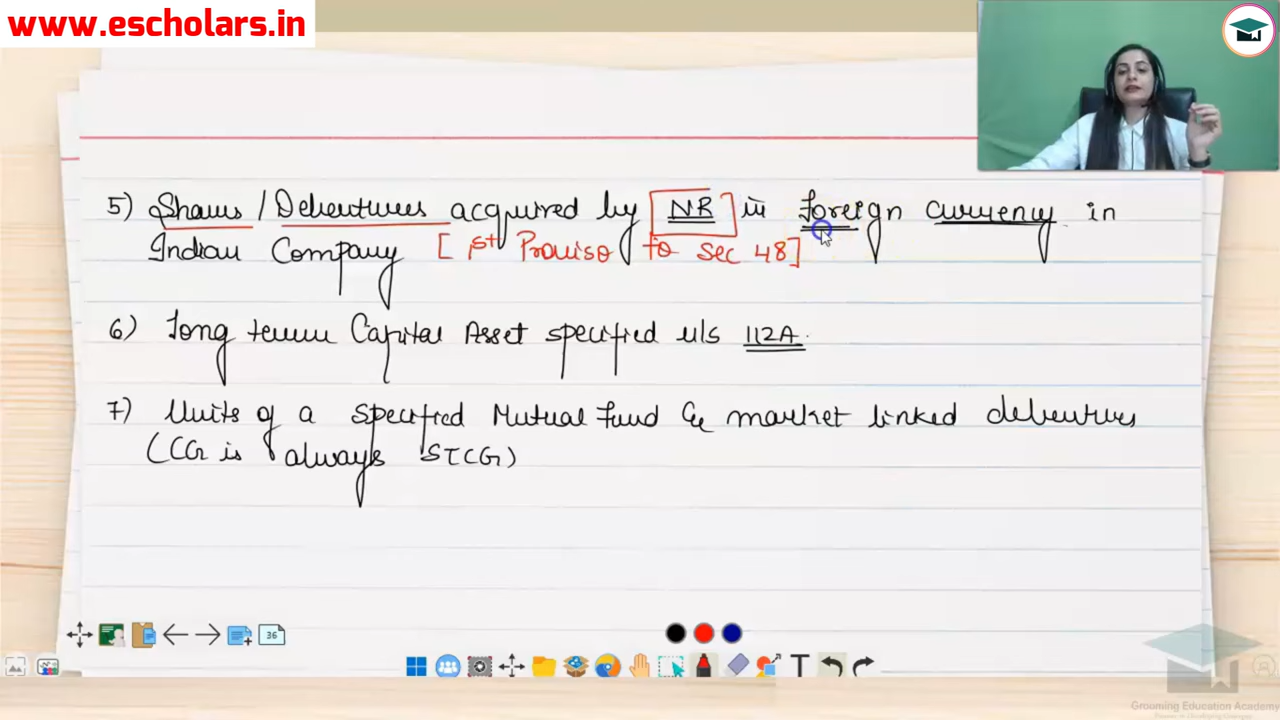 www.escholars.in
5) Shares / Debentures acquired by NR in foreign currency in
Indian Company [1st Proviso to sec 48]
6) Long term Capital Asset specified u/s 112A.
7) Units of a specified Mutual Fund & market linked debentures
(CG is always STCG)
36
Grooming Education Academy